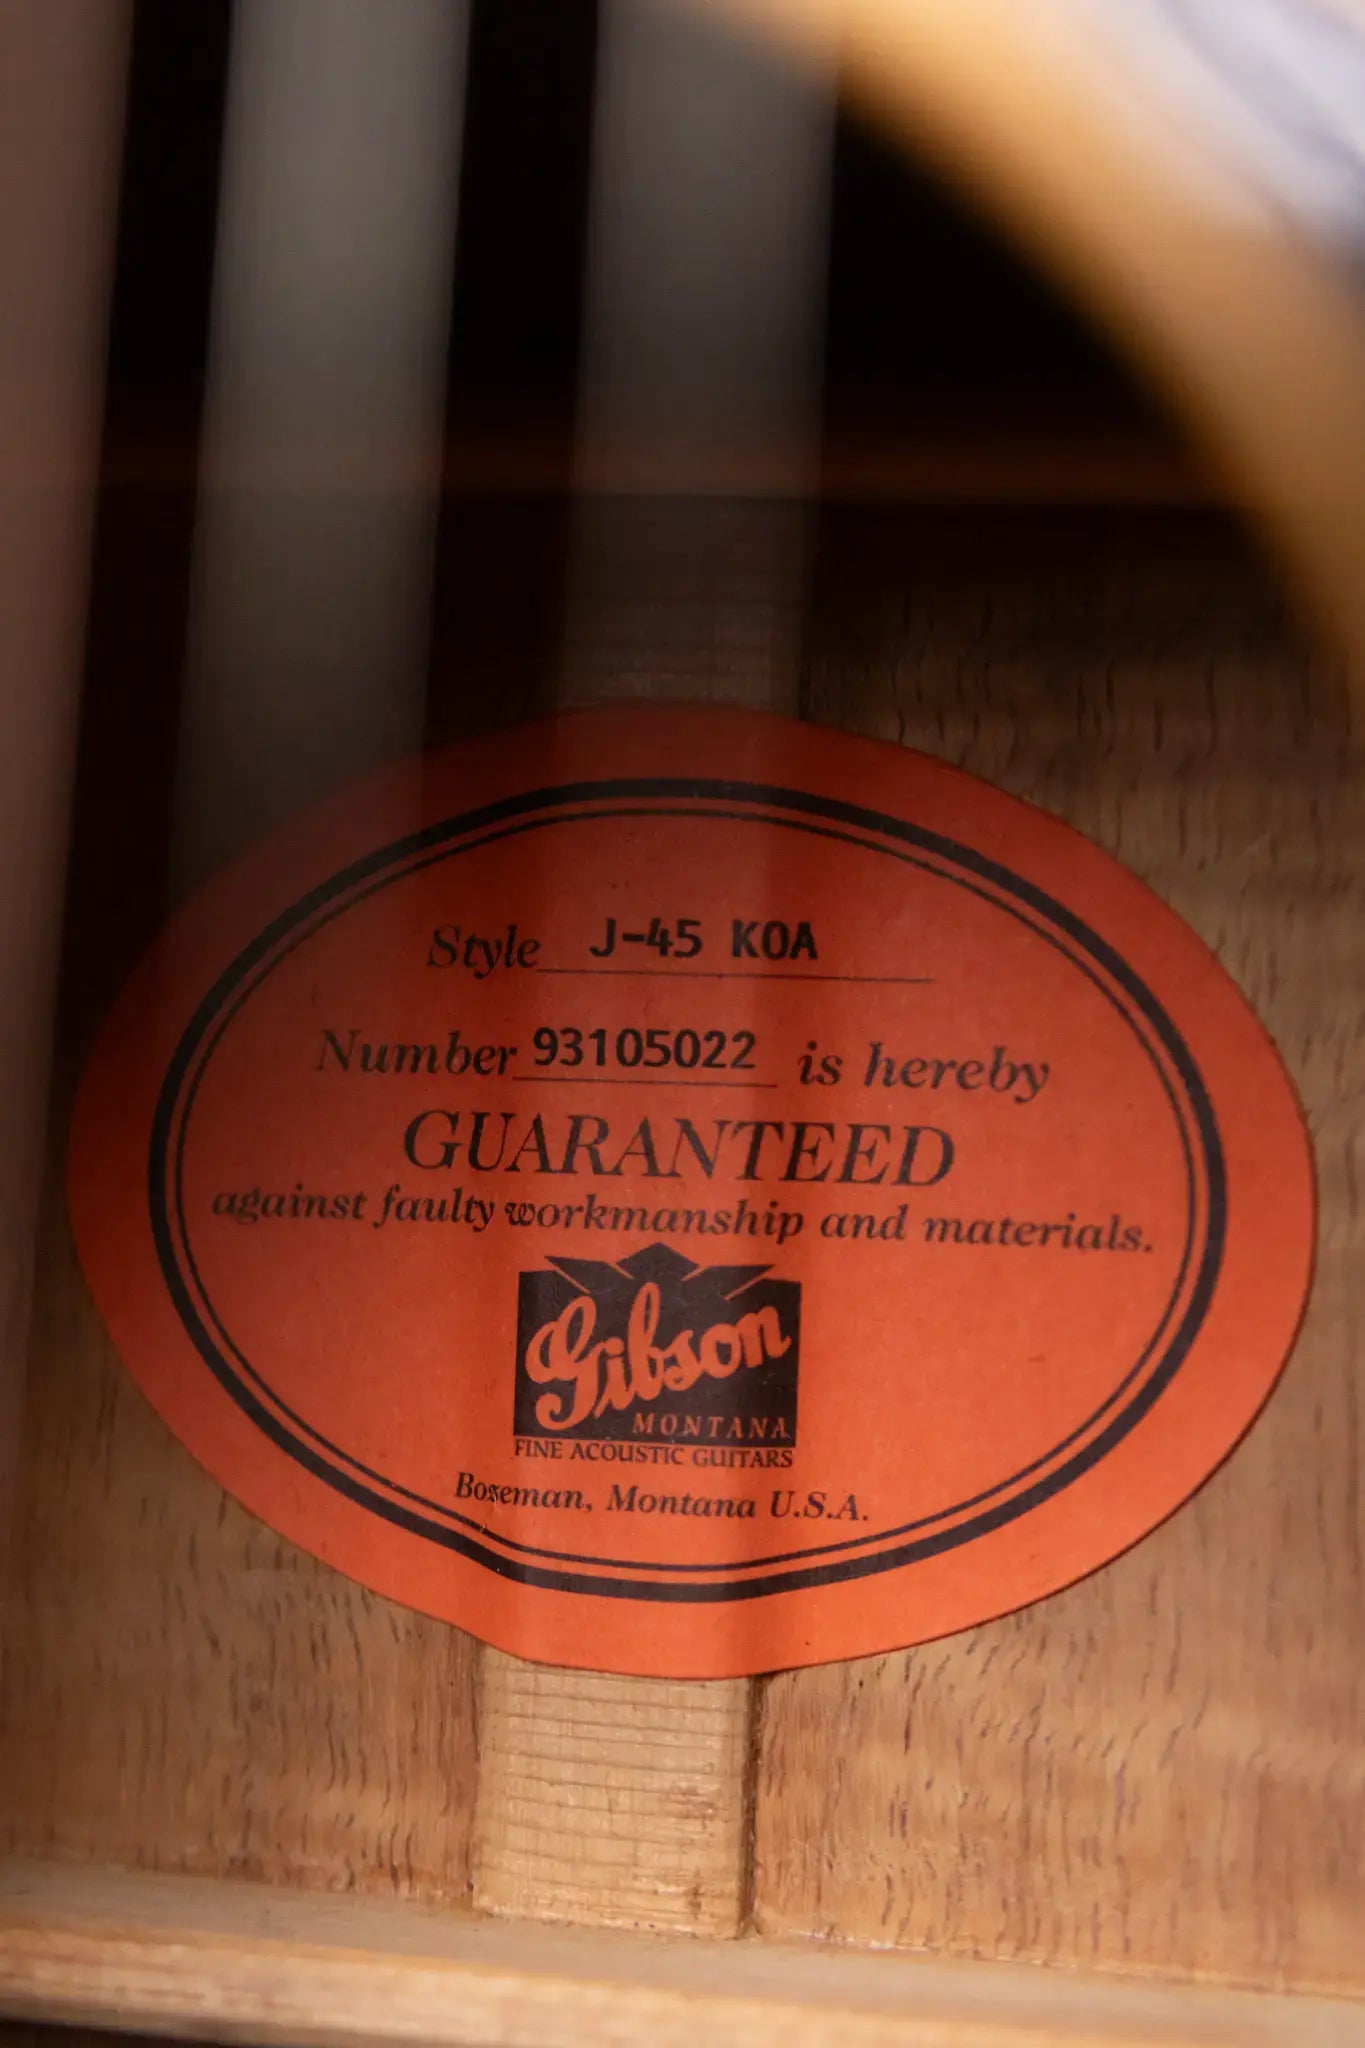 Style J-45 KOA
Number 93105022 is hereby
GUARANTEED
against faulty workmanship and materials.
Gibson
MONTANA
FINE ACOUSTIC GUITARS
Bozeman, Montana U.S.A.